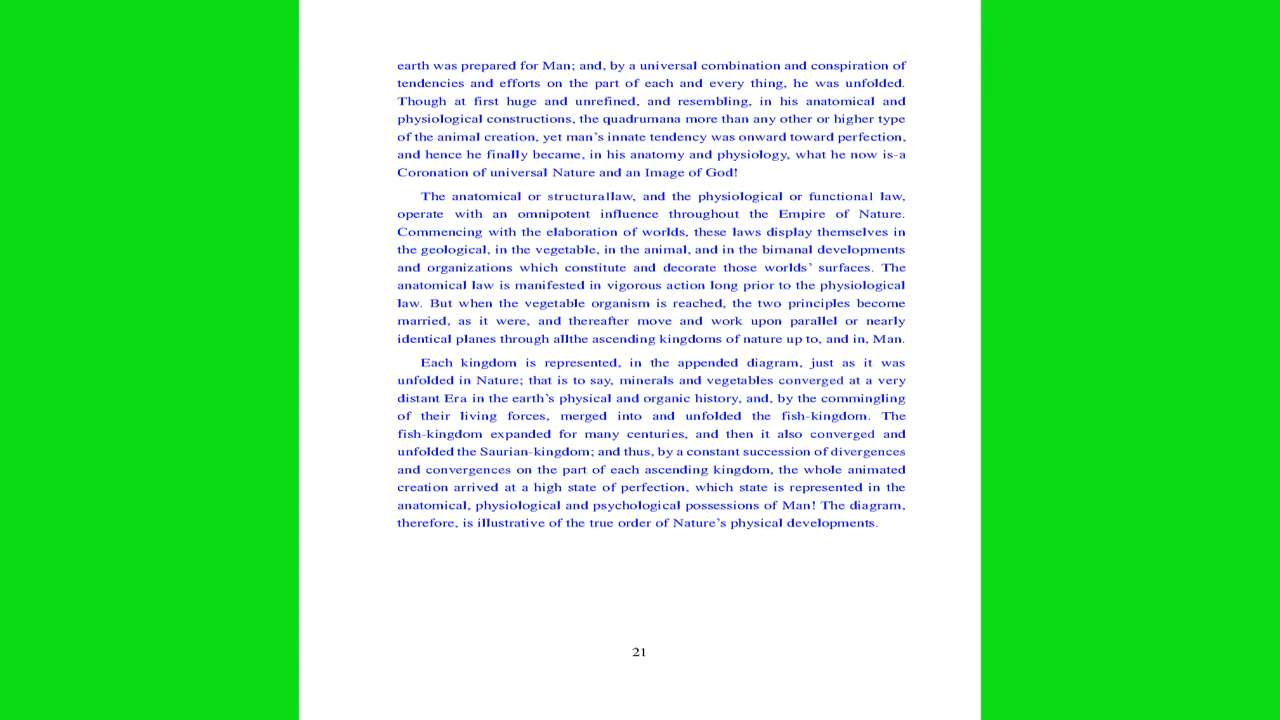 earth was prepared for Man; and, by a universal combination and conspiration of
tendencies and efforts on the part of each and every thing, he was unfolded.
Though at first huge and unrefined, and resembling, in his anatomical and
physiological constructions, the quadrumana more than any other or higher type
of the animal creation, yet man's innate tendency was onward toward perfection,
and hence he finally became, in his anatomy and physiology, what he now is-a
Coronation of universal Nature and an Image of God!
The anatomical or structurallaw, and the physiological or functional law,
operate with an omnipotent influence throughout the Empire of Nature.
Commencing with the elaboration of worlds, these laws display themselves in
the geological, in the vegetable, in the animal, and in the bimanal developments
and organizations which constitute and decorate those worlds' surfaces. The
anatomical law is manifested in vigorous action long prior to the physiological
law. But when the vegetable organism is reached, the two principles become
married, as it were, and thereafter move and work upon parallel or nearly
identical planes through allthe ascending kingdoms of nature up to, and in, Man.
Each kingdom is represented, in the appended diagram, just as it was
unfolded in Nature; that is to say, minerals and vegetables converged at a very
distant Era in the earth's physical and organic history, and, by the commingling
of their living forces, merged into and unfolded the fish-kingdom. The
fish-kingdom expanded for many centuries, and then it also converged and
unfolded the Saurian-kingdom; and thus, by a constant succession of divergences
and convergences on the part of each ascending kingdom, the whole animated
creation arrived at a high state of perfection, which state is represented in the
anatomical, physiological and psychological possessions of Man! The diagram,
therefore, is illustrative of the true order of Nature's physical developments.
21